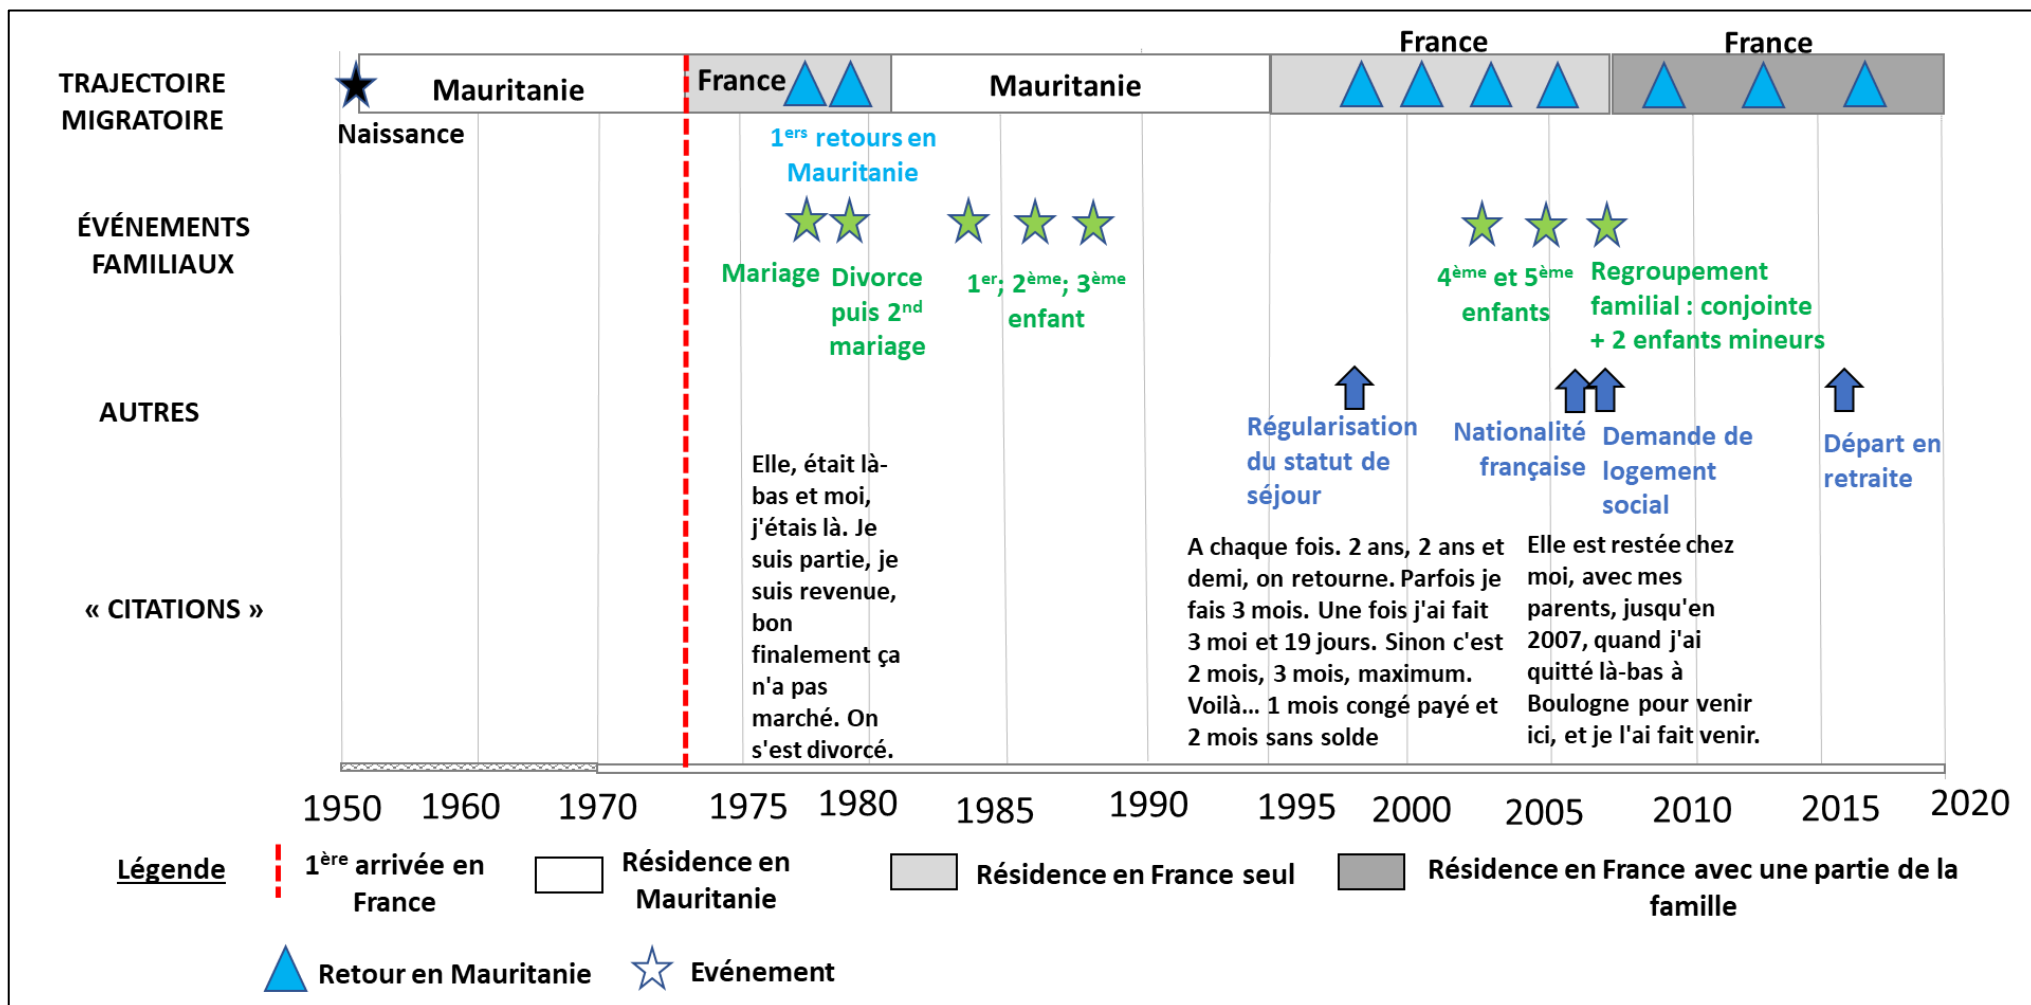 France
France
TRAJECTOIRE
MIGRATOIRE
Mauritanie
France
Mauritanie
Naissance
1ers retours en
Mauritanie
ÉVÉNEMENTS
FAMILIAUX
Mariage
Divorce
puis 2nd
mariage
1er; 2ème; 3ème
enfant
4ème et 5ème
enfants
Regroupement
familial : conjointe
+ 2 enfants mineurs
AUTRES
Régularisation
du statut de
séjour
Nationalité
française
Demande de
logement
social
Départ en
retraite
« CITATIONS »
Elle, était là-
bas et moi,
j'étais là. Je
suis partie, je
suis revenue,
bon
finalement ça
n'a pas
marché. On
s'est divorcé.
A chaque fois. 2 ans, 2 ans et
demi, on retourne. Parfois je
fais 3 mois. Une fois j'ai fait
3 moi et 19 jours. Sinon c'est
2 mois, 3 mois, maximum.
Voilà... 1 mois congé payé et
2 mois sans solde
Elle est restée chez
moi, avec mes
parents, jusqu'en
2007, quand j'ai
quitté là-bas à
Boulogne pour venir
ici, et je l'ai fait venir.
1950 1960 1970 1975 1980 1985 1990 1995 2000 2005 2010 2015 2020
Légende
1ère arrivée en
France
Résidence en
Mauritanie
Résidence en France seul
Résidence en France avec une partie de la
famille
Retour en Mauritanie
Evénement